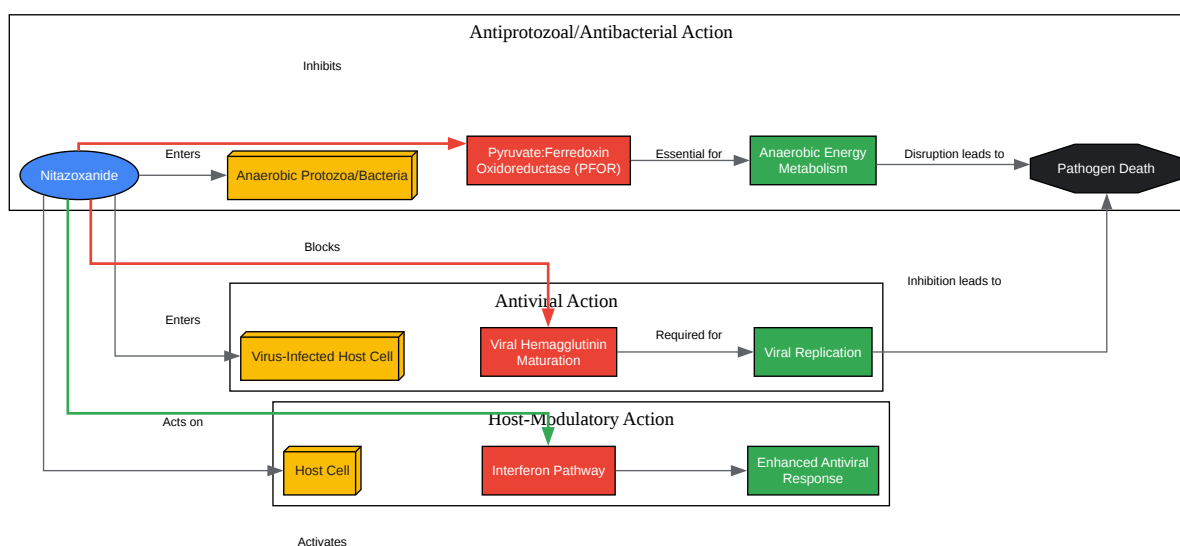 Antiprotozoal/Antibacterial Action
Inhibits
Nitazoxanide
Enters
Anaerobic Protozoa/Bacteria
Pyruvate:Ferredoxin
Oxidoreductase (PFOR)
Essential for
Anaerobic Energy
Metabolism
Disruption leads to
Pathogen Death
Blocks
Inhibition leads to
Antiviral Action
Enters
Virus-Infected Host Cell
Viral Hemagglutinin
Maturation
Required for
Viral Replication
Host-Modulatory Action
Acts on
Host Cell
Interferon Pathway
Enhanced Antiviral
Response
Activates